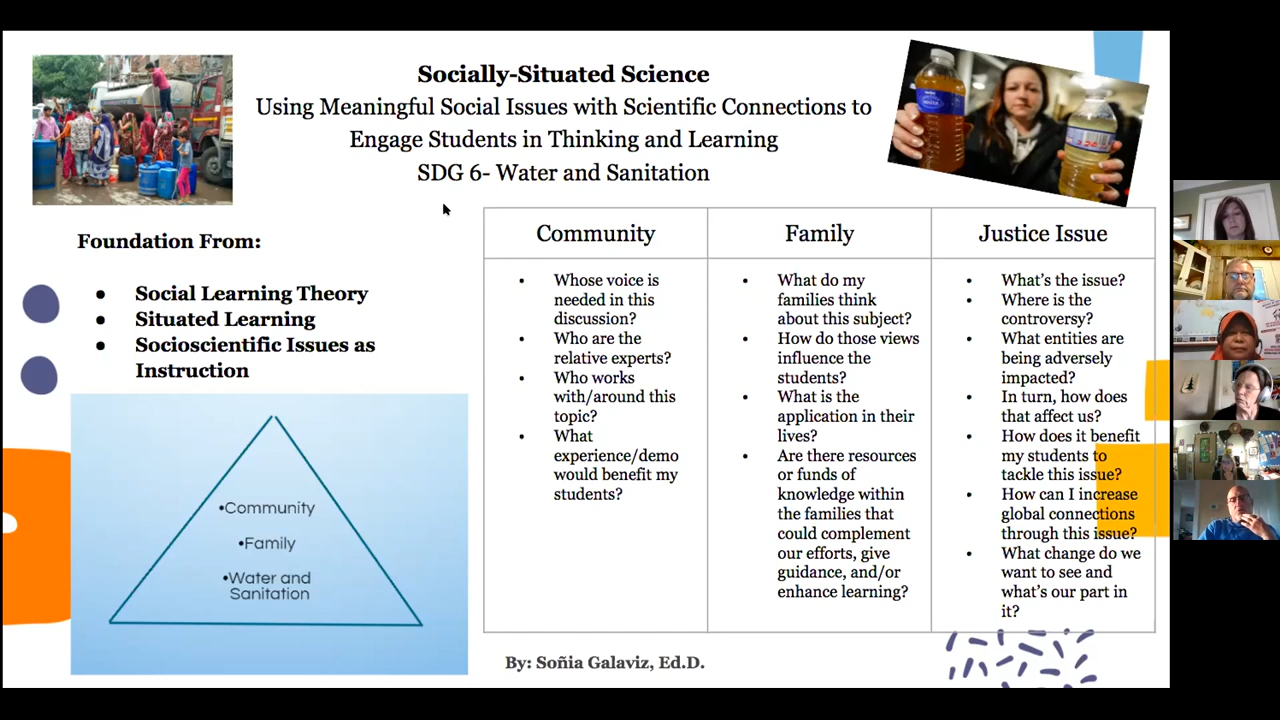 Socially-Situated Science
Using Meaningful Social Issues with Scientific Connections to
Engage Students in Thinking and Learning
SDG 6- Water and Sanitation
Foundation From:
● Social Learning Theory
● Situated Learning
● Socioscientific Issues as
Instruction
•Community
•Family
•Water and
Sanitation
Community
• Whose voice is
needed in this
discussion?
• Who are the
relative experts?
• Who works
with/around this
topic?
• What
experience/demo
would benefit my
students?
Family
• What do my
families think
about this subject?
• How do those views
influence the
students?
• What is the
application in their
lives?
• Are there resources
or funds of
knowledge within
the families that
could complement
our efforts, give
guidance, and/or
enhance learning?
Justice Issue
• What's the issue?
• Where is the
controversy?
• What entities are
being adversely
impacted?
• In turn, how does
that affect us?
• How does it benefit
my students to
tackle this issue?
• How can I increase
global connections
through this issue?
• What change do we
want to see and
what's our part in
it?
By: Soñia Galaviz, Ed.D.